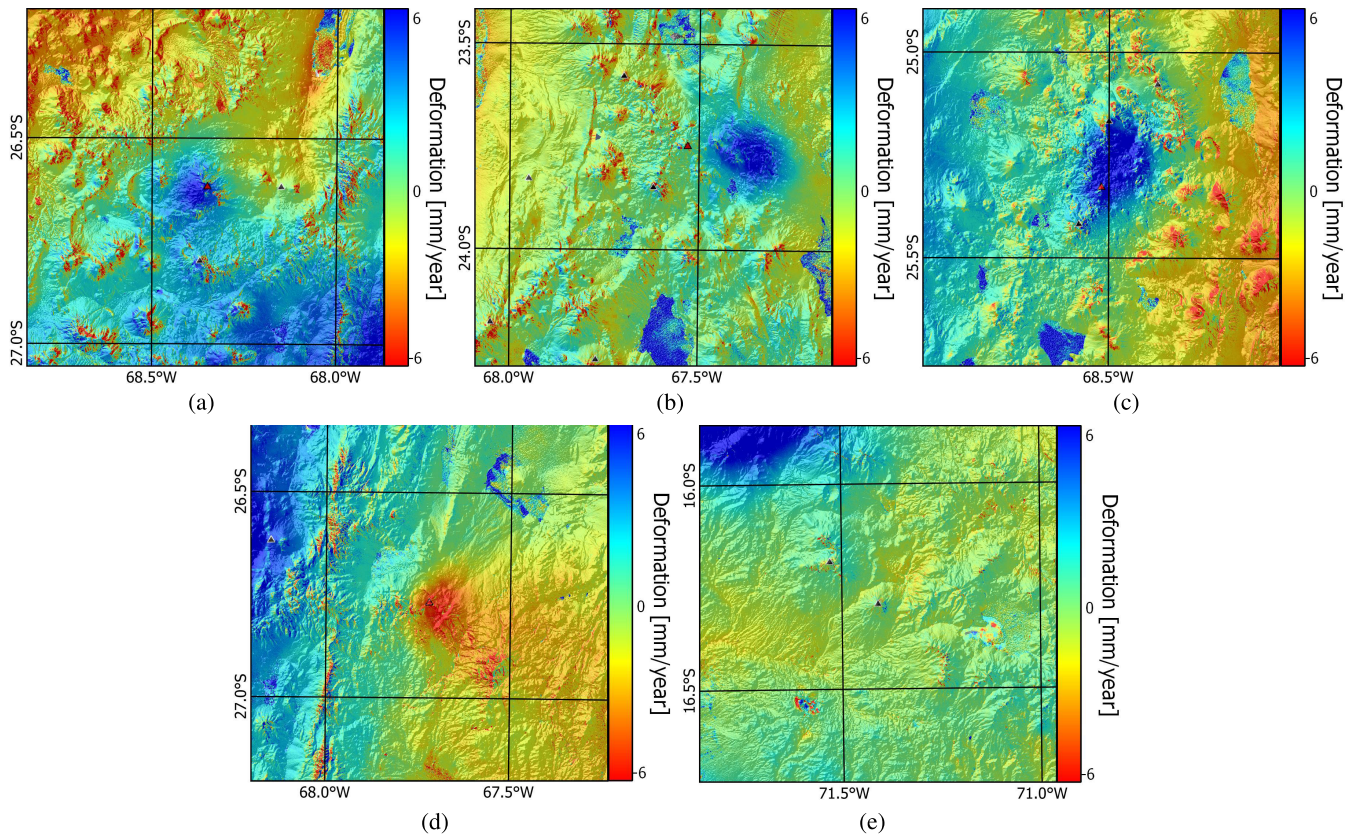 6
26.5°S
0
Deformation [mm/year]
27.0°S
-6
68.5°W
68.0°W
(a)
6
23.5°S
0
Deformation [mm/year]
24.0°S
-6
68.0°W
67.5°W
(b)
6
25.0°S
0
Deformation [mm/year]
25.9°S
-6
68.5°W
(c)
6
26.5°S
0
Deformation [mm/year]
27.0°S
-6
68.0°W
67.5°W
(d)
6
16.0°S
0
Deformation [mm/year]
16.5°S
-6
71.5°W
71.0°W
(e)